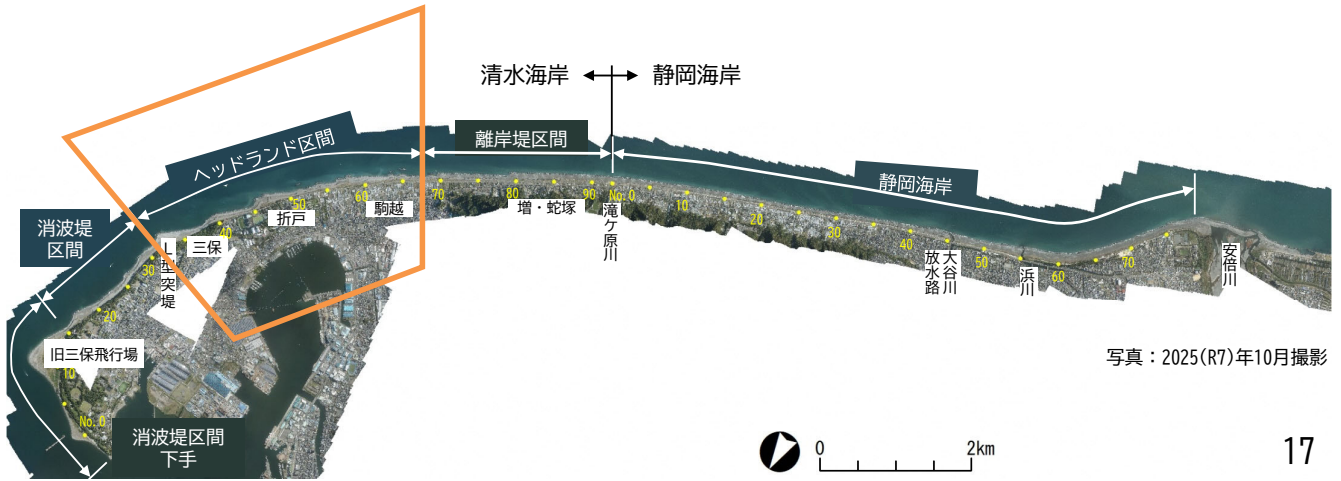 清水海岸
静岡海岸
ヘッドランド区間
離岸堤区間
静岡海岸
消波堤
区間
折戸
駒越
増・蛇塚
滝ケ原川
三保
L型突堤
大谷川
放水路
浜川
安倍川
旧三保飛行場
消波堤区間
下手
No.0
10
20
30
40
50
60
70
80
90
No.0
10
20
30
40
50
60
70
写真：2025(R7)年10月撮影
0
2km
17